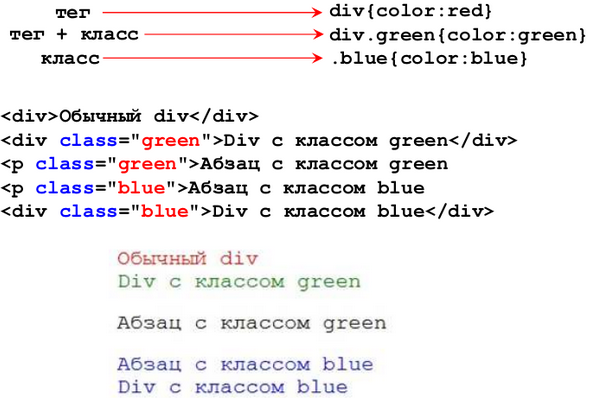 тег div{color:red}
тег + класс div.green{color:green}
класс .blue{color:blue}
<div>Обычный div</div>
<div class="green">Div с классом green</div>
<p class="green">Абзац с классом green
<p class="blue">Абзац с классом blue
<div class="blue">Div с классом blue</div>
Обычный div
Div с классом green
Абзац с классом green
Абзац с классом blue
Div с классом blue